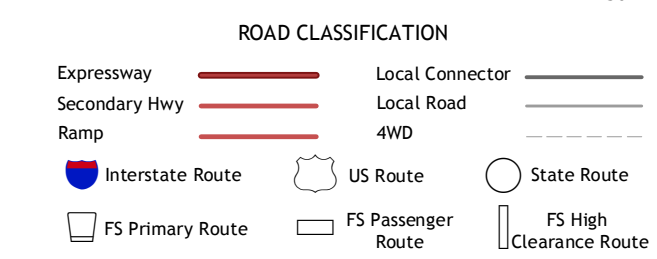 ROAD CLASSIFICATION
Expressway
Local Connector
Secondary Hwy
Local Road
Ramp
4WD
Interstate Route
US Route
State Route
FS Primary Route
FS Passenger
Route
FS High
Clearance Route